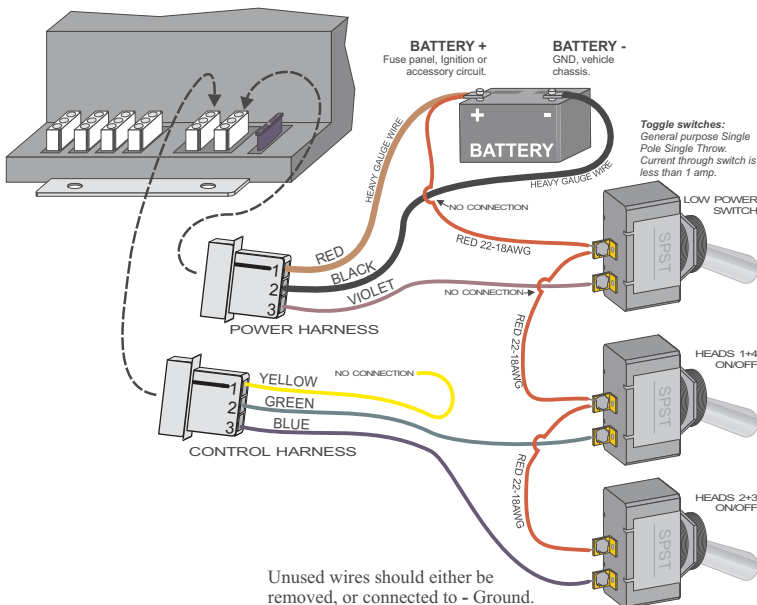 BATTERY +
Fuse panel, Ignition or
accessory circuit.
BATTERY -
GND, vehicle
chassis.
+
-
BATTERY
Toggle switches:
General purpose Single
Pole Single Throw.
Current through switch is
less than 1 amp.
HEAVY GAUGE WIRE
HEAVY GAUGE WIRE
NO CONNECTION
LOW POWER
SWITCH
RED 22-18AWG
SPST
RED
1
BLACK
2
VIOLET
3
NO CONNECTION
POWER HARNESS
RED 22-18AWG
HEADS 1+4
ON/OFF
SPST
YELLOW
NO CONNECTION
1
GREEN
2
BLUE
3
CONTROL HARNESS
RED 22-18AWG
HEADS 2+3
ON/OFF
SPST
Unused wires should either be
removed, or connected to - Ground.